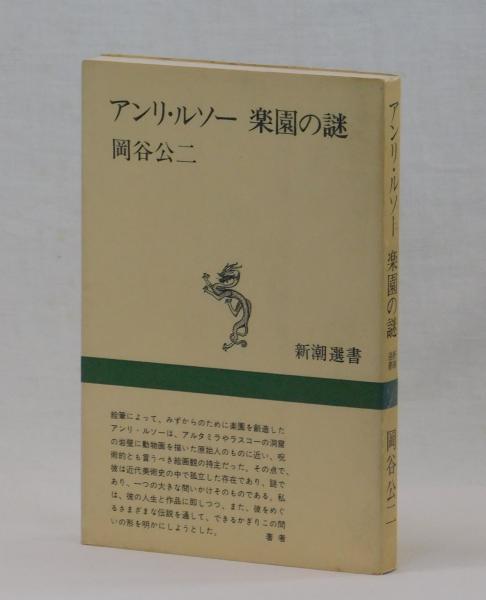 アンリ・ルソー 楽園の謎
岡谷公二
新潮選書
絵筆によって、みずからのために楽園を創造した
アンリ・ルソーは、アルタミラやラスコーの洞窟
の岩壁に動物画を描いた原始人のものに近い、呪
術的とも言うべき絵画観の持主だった。その点で、
彼は近代美術史の中で孤立した存在であり、謎で
あり、一つの大きな問いかけそのものである。私
は、彼の人生と作品に即しつつ、また、彼をめぐ
るさまざまな伝説を通して、できるかぎりこの問
いの形を明かにしようとした。
著者
アンリ・ルソー 楽園の謎
岡谷公二